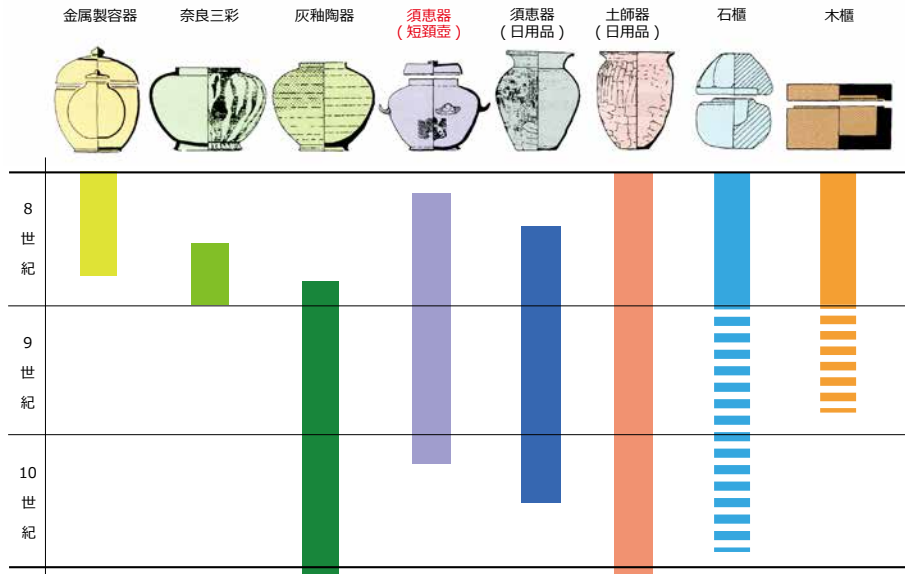 金属製容器
奈良三彩
灰釉陶器
須恵器
（短頚壺）
須恵器
（日用品）
土師器
（日用品）
石櫃
木櫃
8
世
紀
9
世
紀
10
世
紀